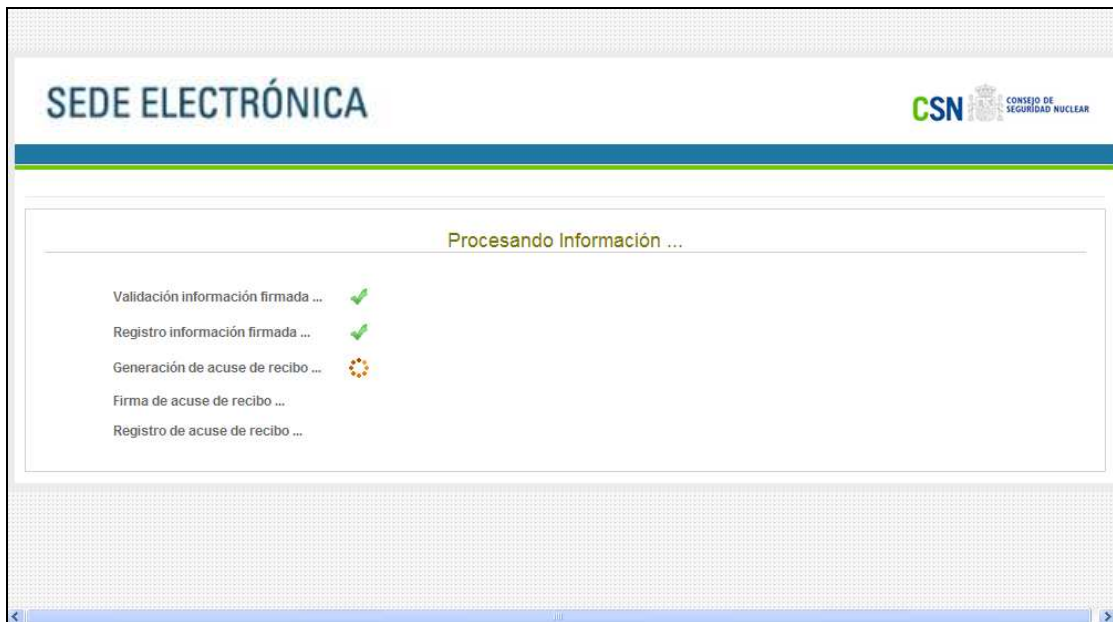 SEDE ELECTRÓNICA
CSN
CONSEJO DE
SEGURIDAD NUCLEAR
Procesando Información ...
Validación información firmada ...
Registro información firmada ...
Generación de acuse de recibo ...
Firma de acuse de recibo ...
Registro de acuse de recibo ...